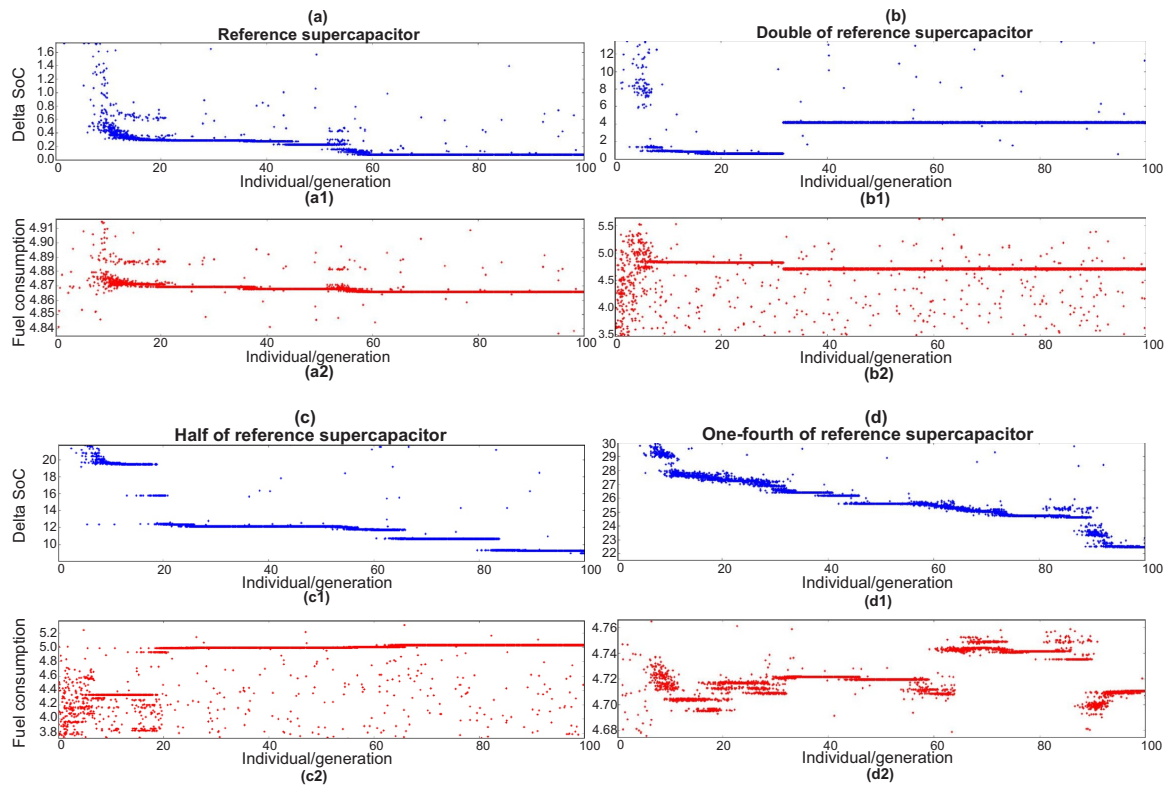 (a)
Reference supercapacitor
Delta SoC
1.6
1.4
1.2
1.0
0.8
0.6
0.4
0.2
0.0
0 20 40 60 80 100
Individual/generation
(a1)
Fuel consumption
4.91
4.90
4.89
4.88
4.87
4.86
4.85
4.84
0 20 40 60 80 100
Individual/generation
(a2)
(b)
Double of reference supercapacitor
12
10
8
6
4
2
0
0 20 40 60 80 100
Individual/generation
(b1)
5.5
5.0
4.5
4.0
3.5
0 20 40 60 80 100
Individual/generation
(b2)
(c)
Half of reference supercapacitor
Delta SoC
20
18
16
14
12
10
0 20 40 60 80 100
Individual/generation
(c1)
Fuel consumption
5.2
5.0
4.8
4.6
4.4
4.2
4.0
3.8
0 20 40 60 80 100
Individual/generation
(c2)
(d)
One-fourth of reference supercapacitor
30
29
28
27
26
25
24
23
22
0 20 40 60 80 100
Individual/generation
(d1)
4.76
4.74
4.72
4.70
4.68
0 20 40 60 80 100
Individual/generation
(d2)